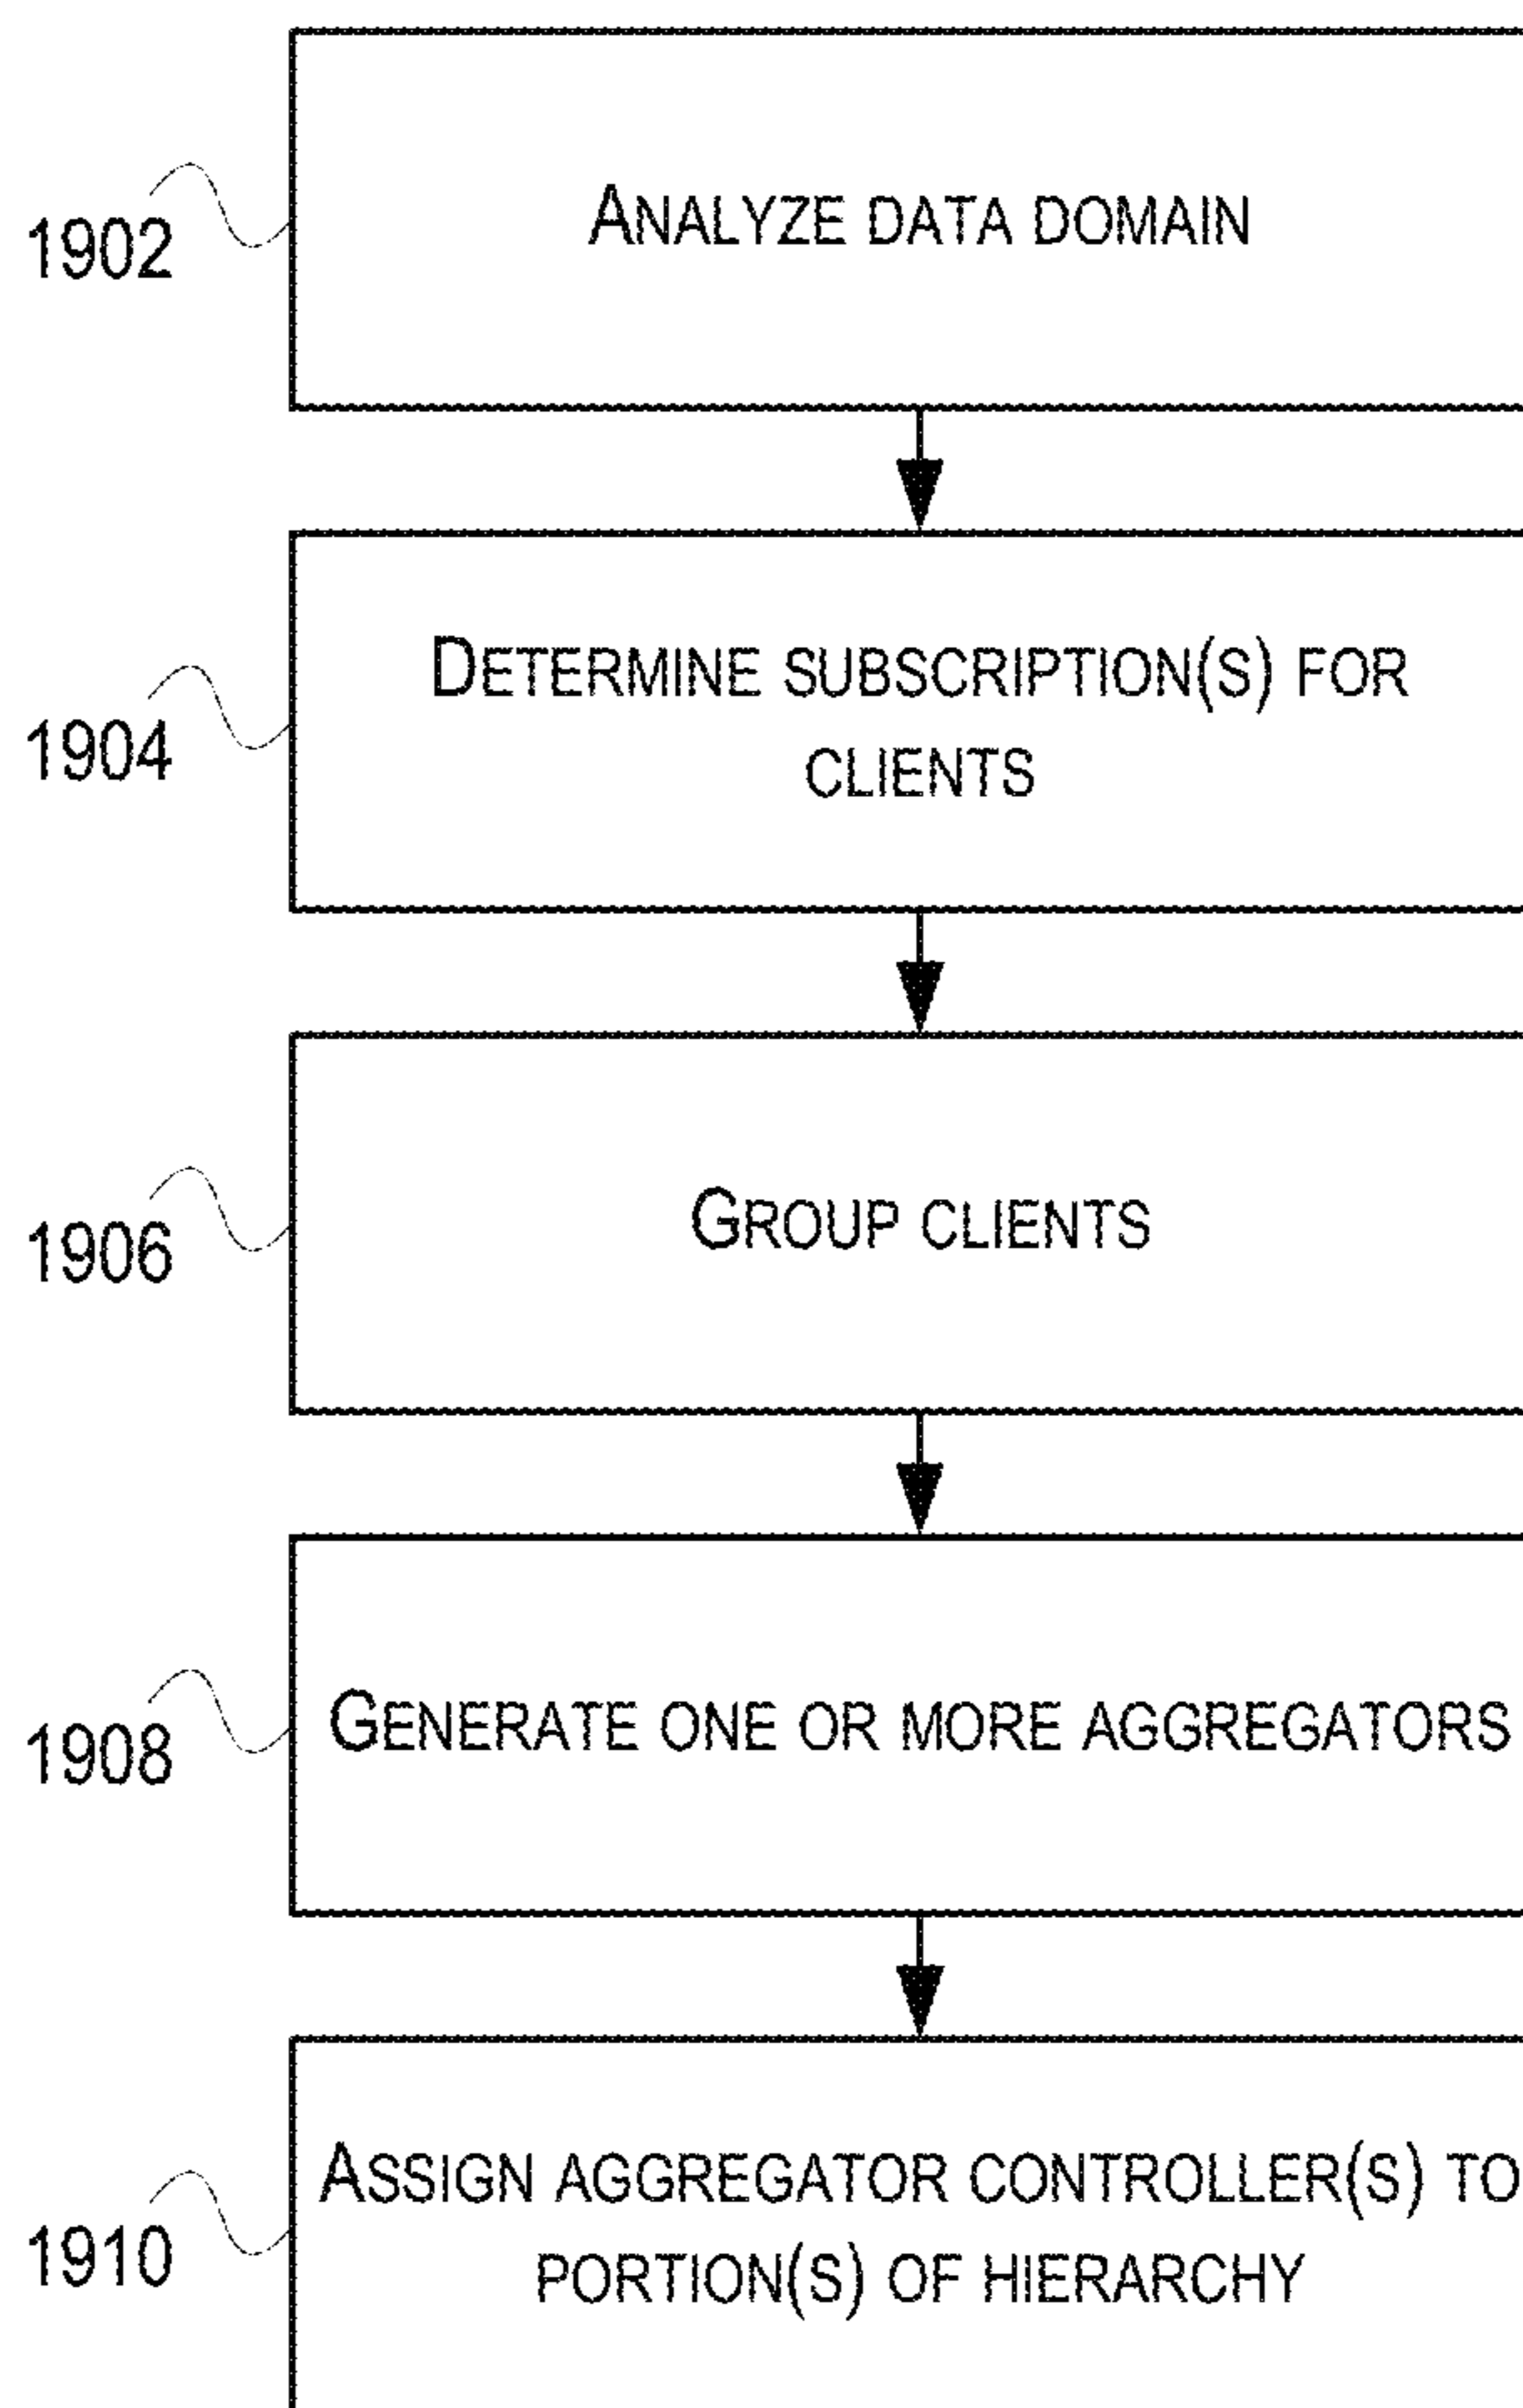 1902
ANALYZE DATA DOMAIN
1904
DETERMINE SUBSCRIPTION(S) FOR
CLIENTS
1906
GROUP CLIENTS
1908
GENERATE ONE OR MORE AGGREGATORS
1910
ASSIGN AGGREGATOR CONTROLLER(S) TO
PORTION(S) OF HIERARCHY